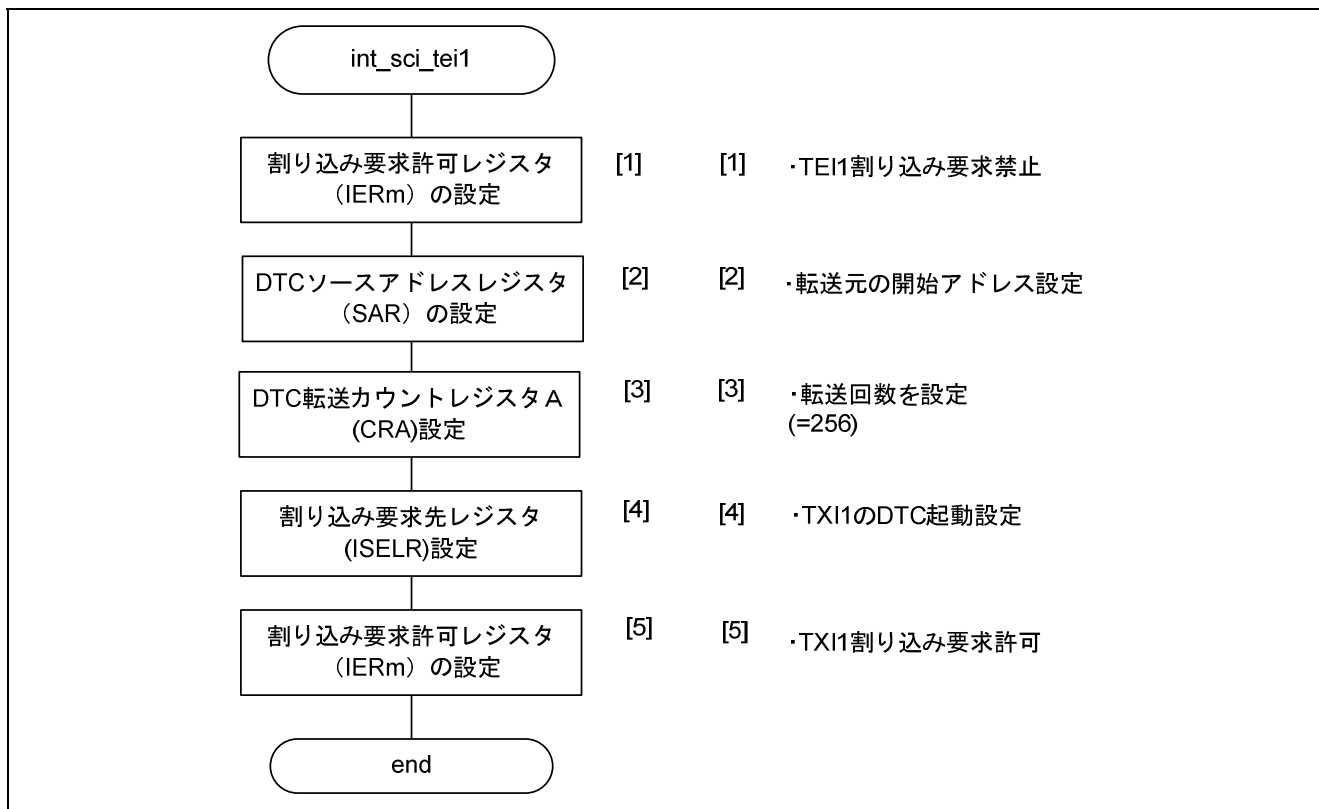 int_sci_tei1
割り込み要求許可レジスタ
（IERm）の設定
[1]
[1]
・TEI1割り込み要求禁止
DTCソースアドレスレジスタ
（SAR）の設定
[2]
[2]
・転送元の開始アドレス設定
DTC転送カウントレジスタA
(CRA)設定
[3]
[3]
・転送回数を設定
(=256)
割り込み要求先レジスタ
(ISELR)設定
[4]
[4]
・TXI1のDTC起動設定
割り込み要求許可レジスタ
（IERm）の設定
[5]
[5]
・TXI1割り込み要求許可
end